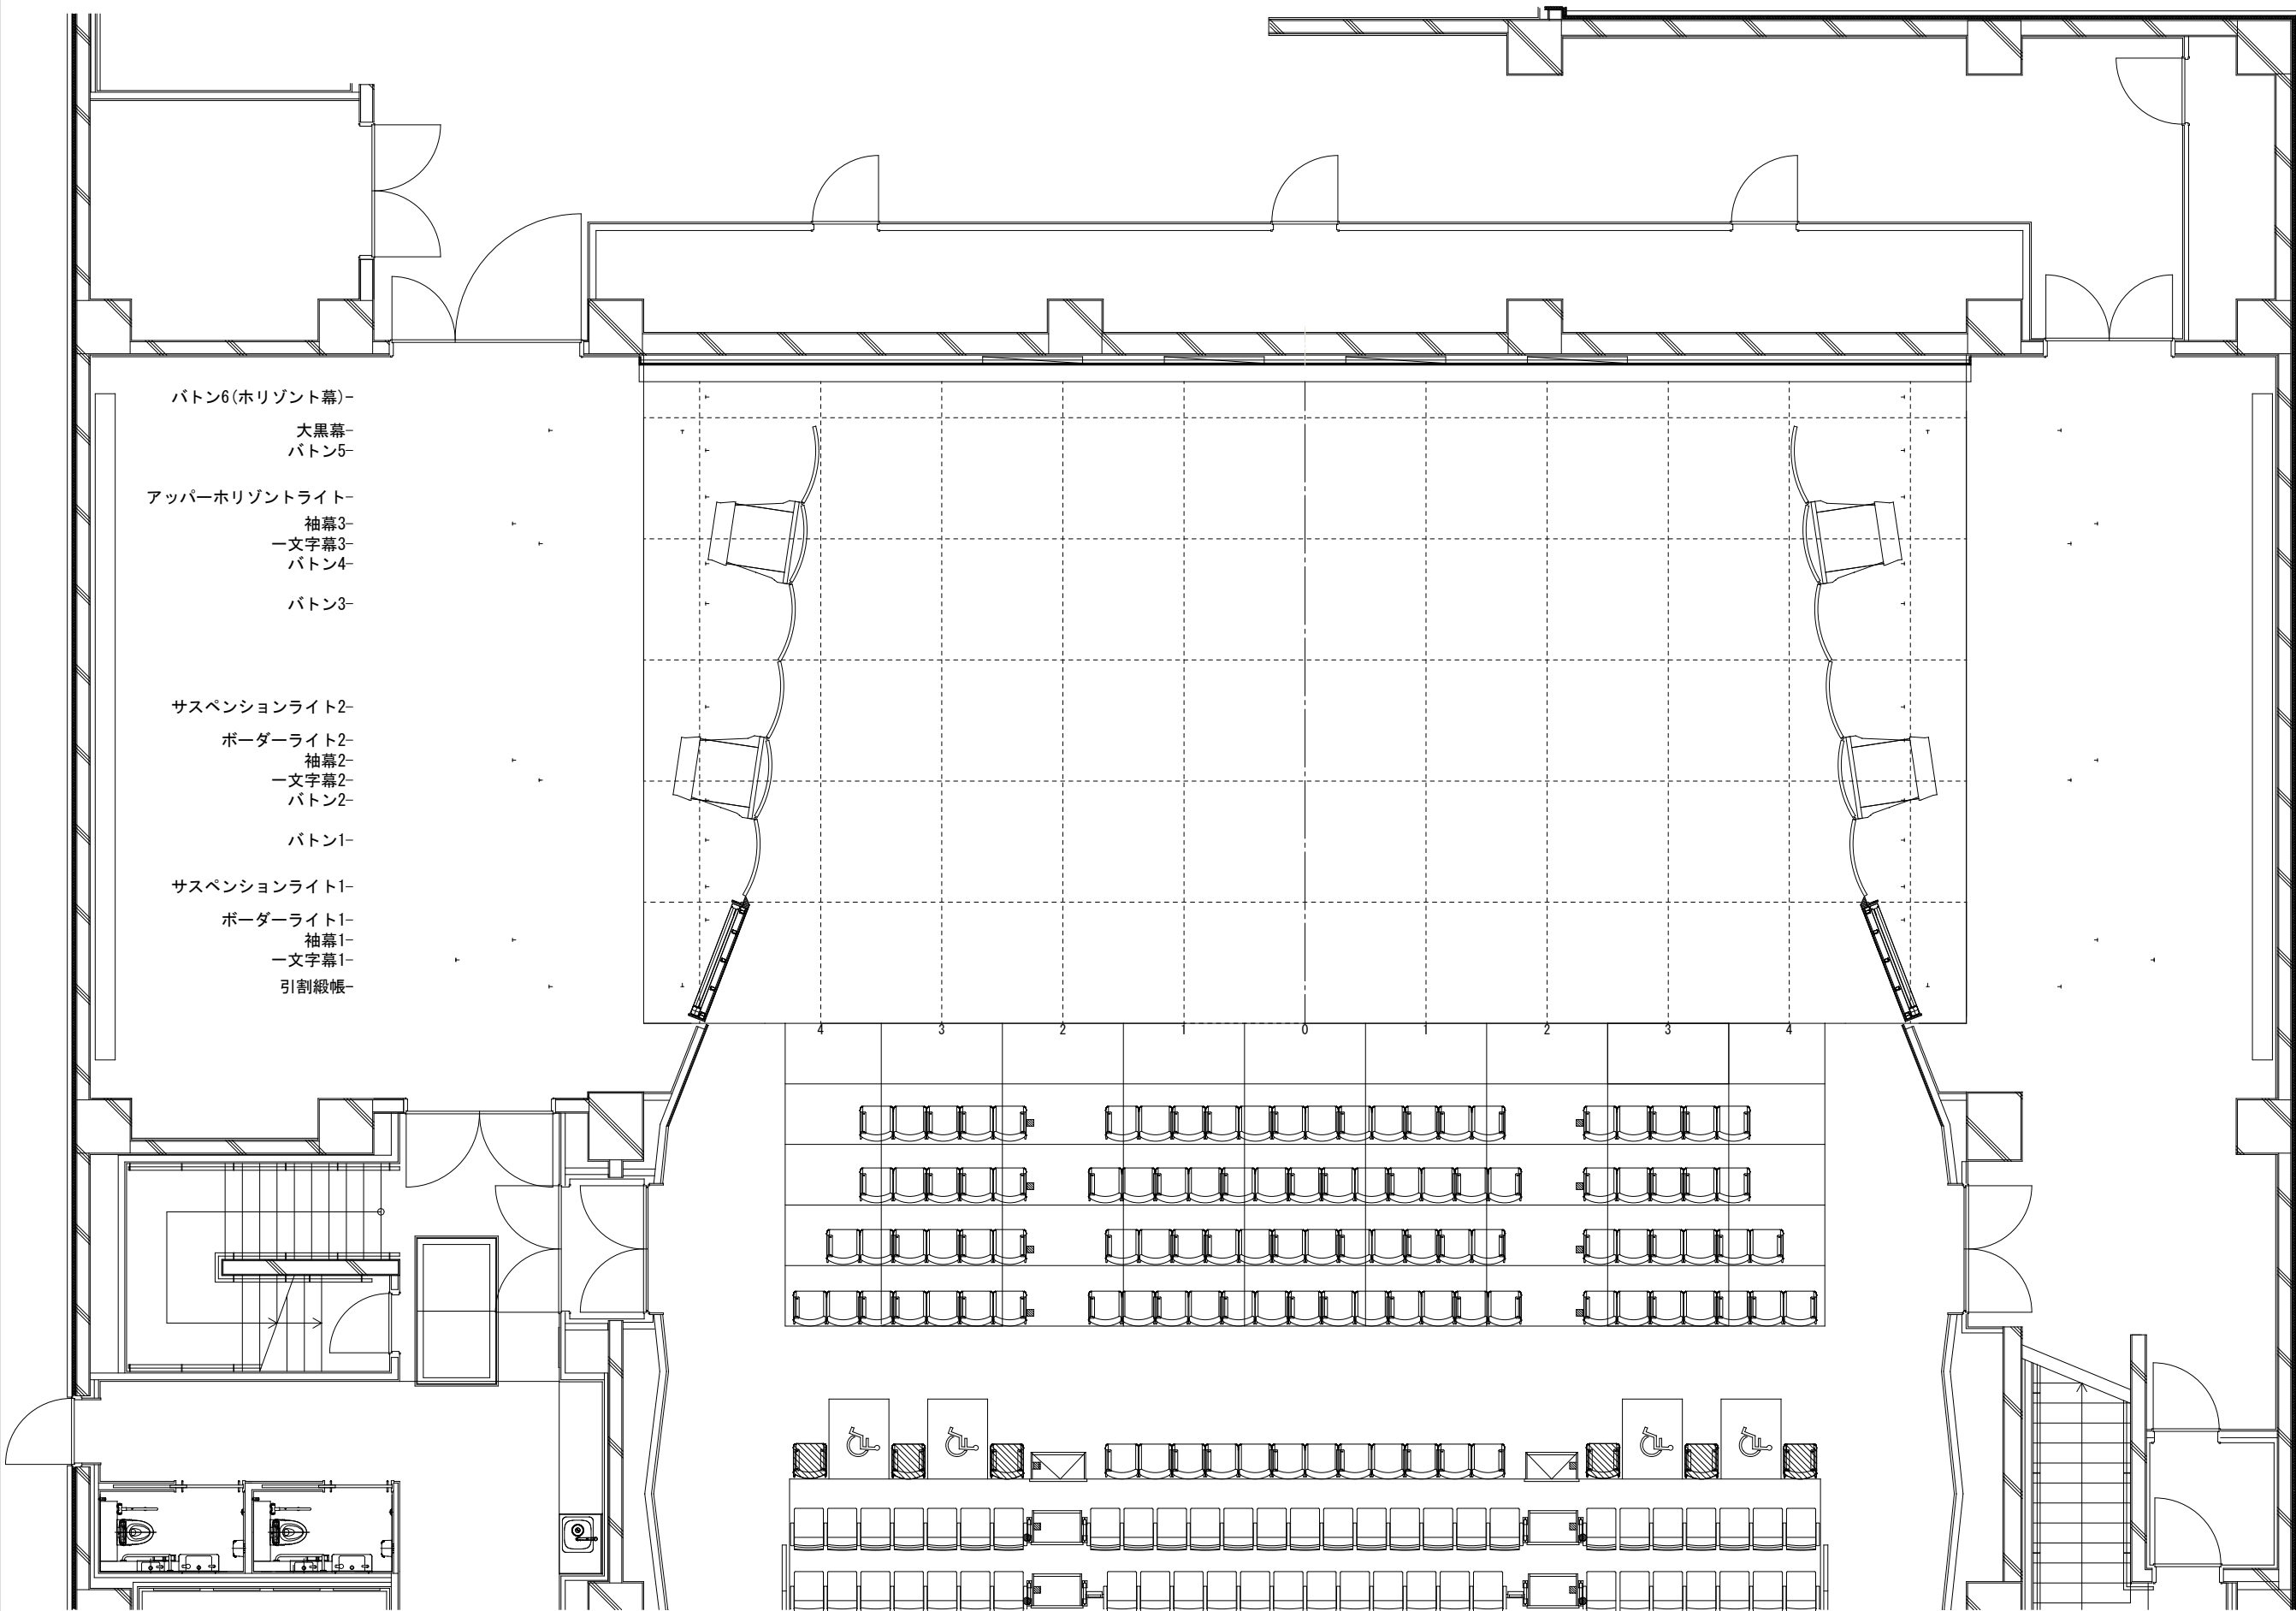 バトン6(ホリゾント幕)
大黒幕
バトン5
アッパーホリゾントライト
袖幕3
一文字幕3
バトン4
バトン3
サスペンションライト2
ボーダーライト2
袖幕2
一文字幕2
バトン2
バトン1
サスペンションライト1
ボーダーライト1
袖幕1
一文字幕1
引割緞帳
4 3 2 1 0 1 2 3 4